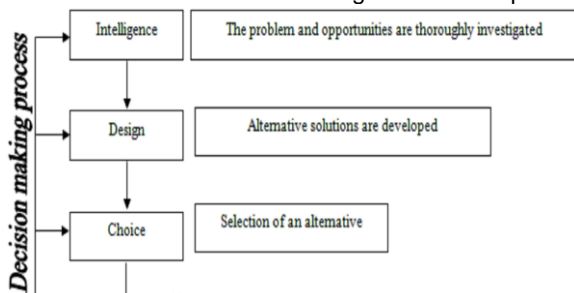 Decision making process
Intelligence
The problem and opportunities are thoroughly investigated
Design
Alternative solutions are developed
Choice
Selection of an alternative